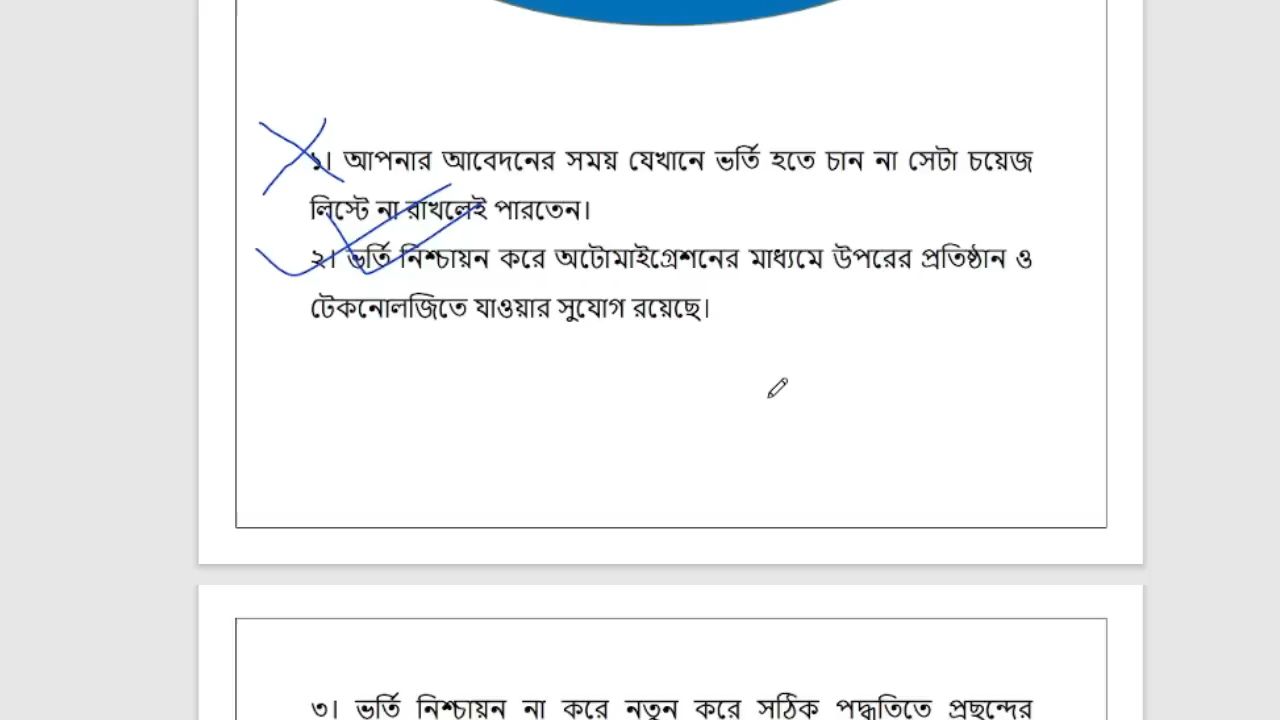 ১। আপনার আবেদনের সময় যেখানে ভর্তি হতে চান না সেটা চয়েজ
লিস্টে না রাখলেই পারতেন।
২। ভর্তি নিশ্চায়ন করে অটোমাইগ্রেশনের মাধ্যমে উপরের প্রতিষ্ঠান ও
টেকনোলজিতে যাওয়ার সুযোগ রয়েছে।
৩। ভর্তি নিশ্চায়ন না করে নতুন করে সঠিক পদ্ধতিতে প্রছন্দের